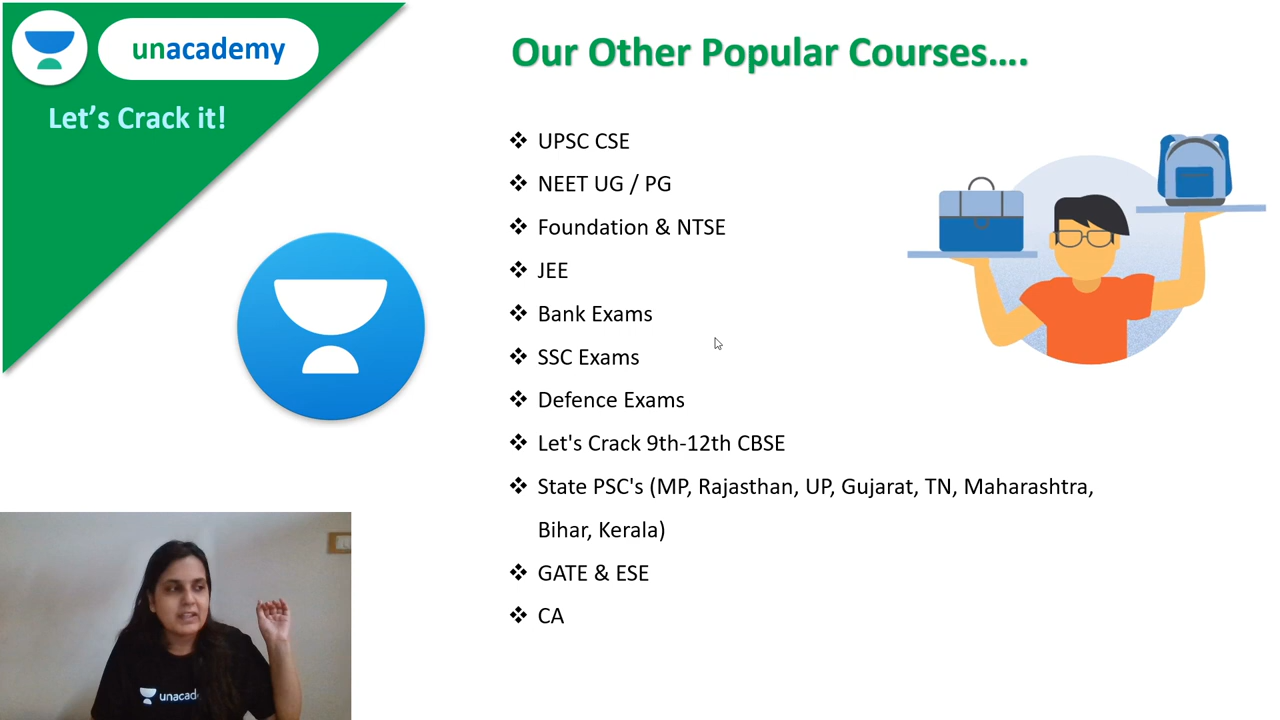 unacademy
Let’s Crack it!
Our Other Popular Courses....
❖ UPSC CSE
❖ NEET UG / PG
❖ Foundation & NTSE
❖ JEE
❖ Bank Exams
❖ SSC Exams
❖ Defence Exams
❖ Let's Crack 9th-12th CBSE
❖ State PSC's (MP, Rajasthan, UP, Gujarat, TN, Maharashtra,
Bihar, Kerala)
❖ GATE & ESE
❖ CA